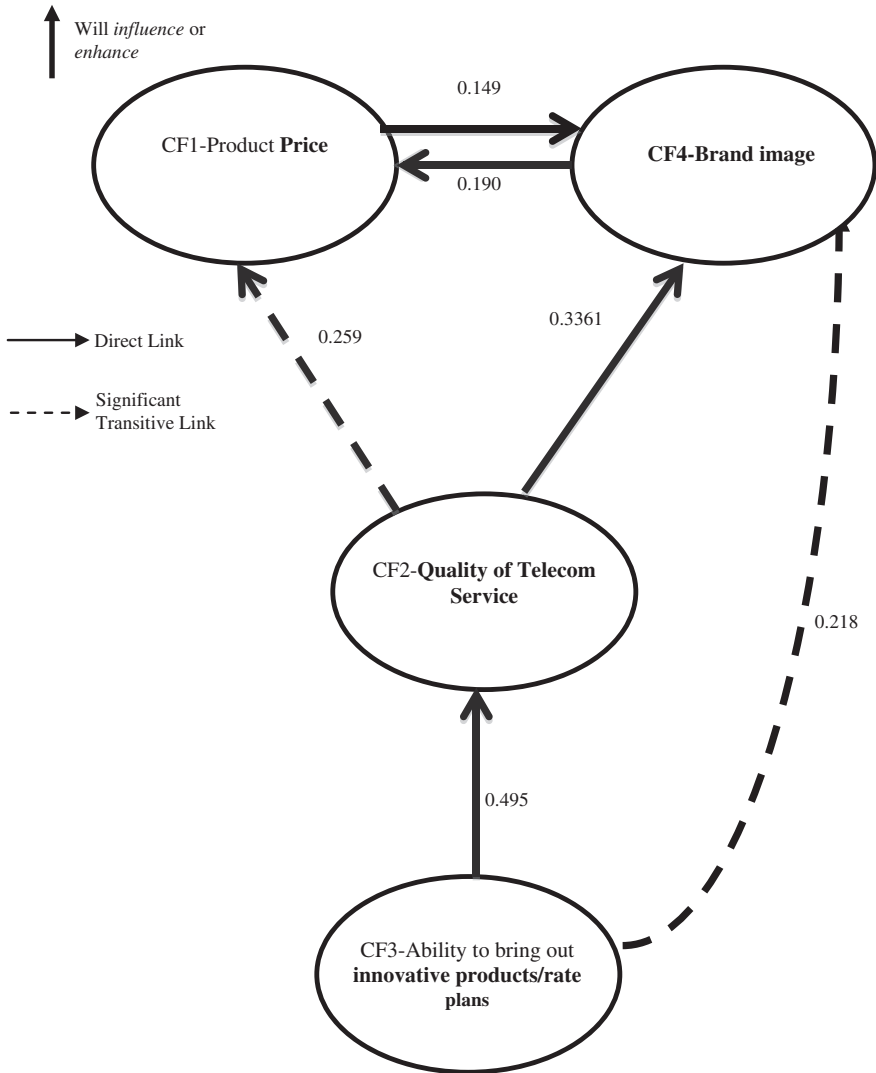 Will influence or
enhance
0.149
CF1-Product Price
CF4-Brand image
0.190
0.259
0.3361
Direct Link
Significant
Transitive Link
CF2-Quality of Telecom
Service
0.218
0.495
CF3-Ability to bring out
innovative products/rate
plans